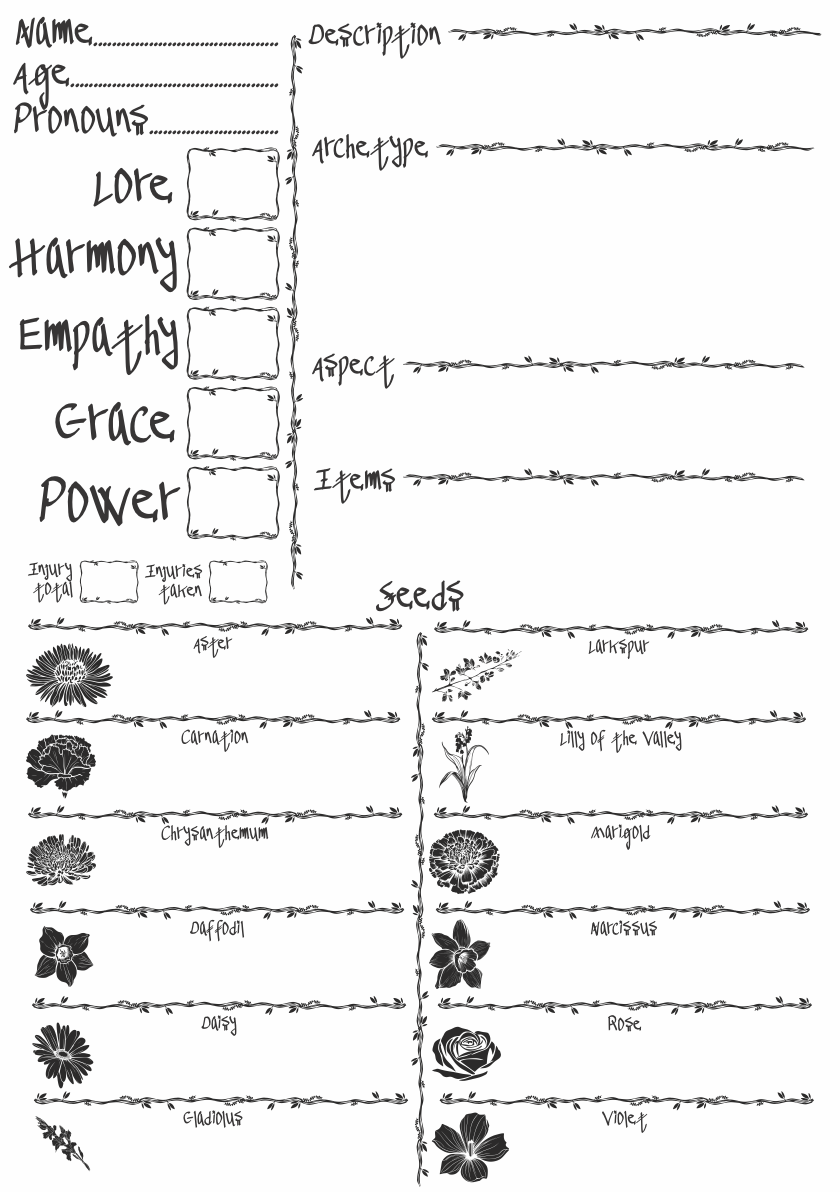 Name
Age
Pronouns
Lore
Harmony
Empathy
Grace
Power
Injury
total
Injuries
taken
Description
Archetype
Aspect
Items
Seeds
Aster
Carnation
Chrysanthemum
Daffodil
Daisy
Gladiolus
Larkspur
Lilly of the Valley
Marigold
Narcissus
Rose
Violet